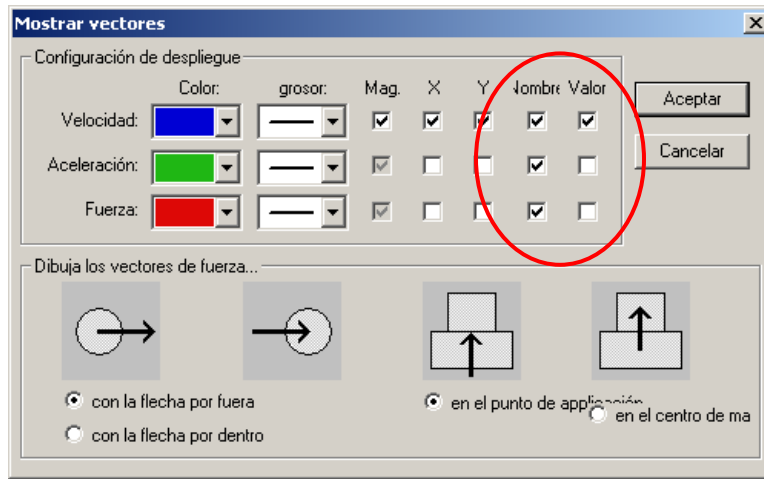 Mostrar vectores
Configuración de despliegue
Color: grosor: Mag. X Y Nombre Valor
Velocidad:
Aceleración:
Fuerza:
Aceptar
Cancelar
Dibuja los vectores de fuerza...
con la flecha por fuera
con la flecha por dentro
en el punto de applicación
en el centro de ma